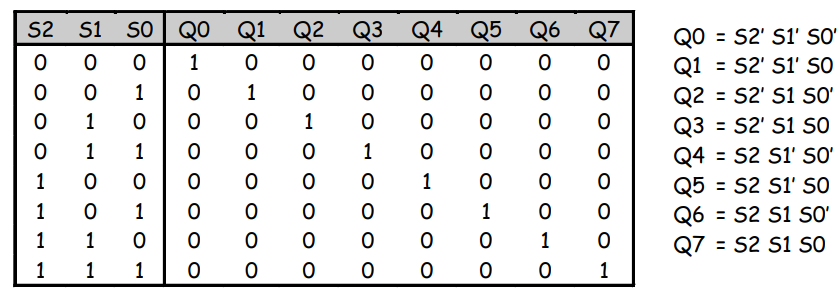 S2 S1 S0 Q0 Q1 Q2 Q3 Q4 Q5 Q6 Q7
0 0 0 1 0 0 0 0 0 0 0
0 0 1 0 1 0 0 0 0 0 0
0 1 0 0 0 1 0 0 0 0 0
0 1 1 0 0 0 1 0 0 0 0
1 0 0 0 0 0 0 1 0 0 0
1 0 1 0 0 0 0 0 1 0 0
1 1 0 0 0 0 0 0 0 1 0
1 1 1 0 0 0 0 0 0 0 1
Q0 = S2' S1' S0'
Q1 = S2' S1' S0
Q2 = S2' S1 S0'
Q3 = S2' S1 S0
Q4 = S2 S1' S0'
Q5 = S2 S1' S0
Q6 = S2 S1 S0'
Q7 = S2 S1 S0